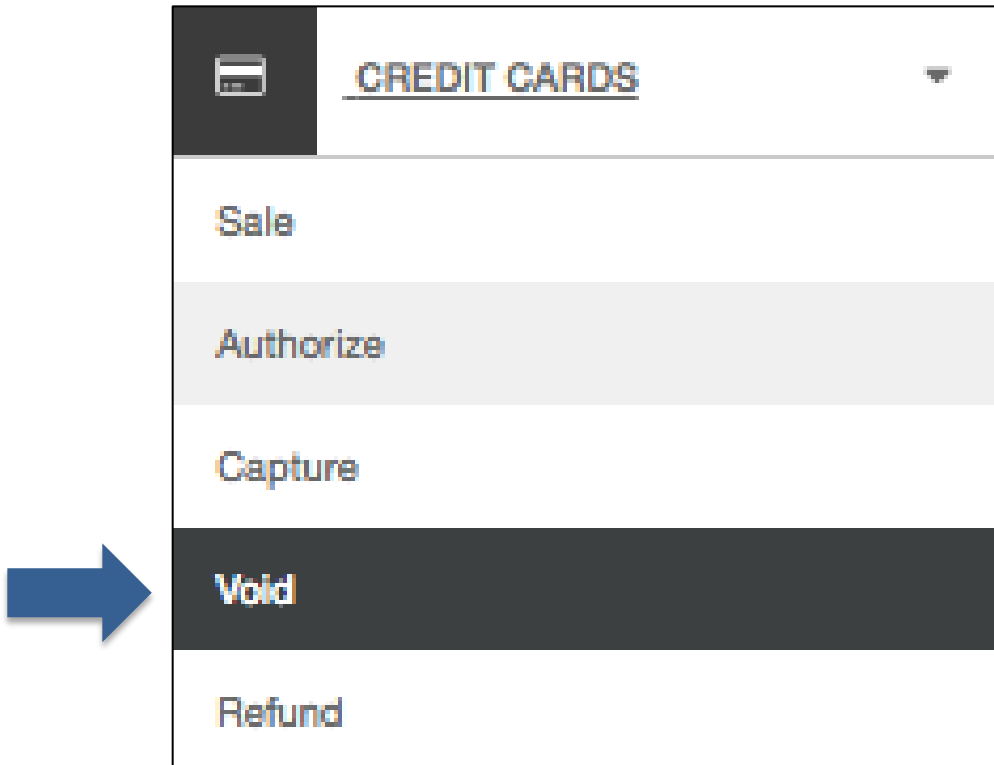 CREDIT CARDS
Sale
Authorize
Capture
Void
Refund